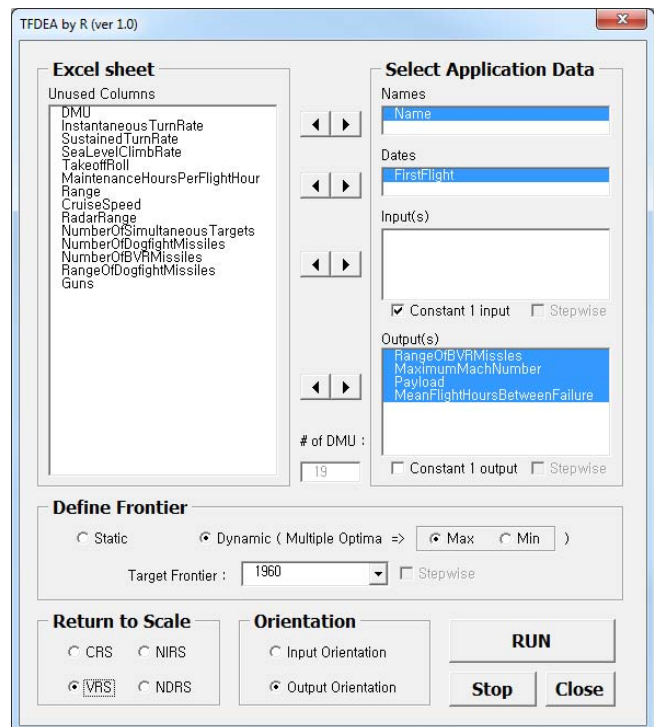 TFDEA by R (ver 1.0)
Excel sheet
Unused Columns
DMU
InstantaneousTurnRate
SustainedTurnRate
SeaLevelClimbRate
TakeoffRoll
MaintenanceHoursPerFlightHour
Range
CruiseSpeed
RadarRange
NumberOfSimultaneousTargets
NumberOfDogfightMissiles
NumberOfBVRMissiles
RangeOfDogfightMissiles
Guns
Select Application Data
Names
Name
Dates
FirstFlight
Input(s)
Constant 1 input Stepwise
Output(s)
RangeOfBVRMissles
MaximumMachNumber
Payload
MeanFlightHoursBetweenFailure
# of DMU :
19
Constant 1 output Stepwise
Define Frontier
Static Dynamic ( Multiple Optima => Max Min )
Target Frontier : 1960 Stepwise
Return to Scale
CRS NIRS
VRS NDRS
Orientation
Input Orientation
Output Orientation
RUN
Stop Close